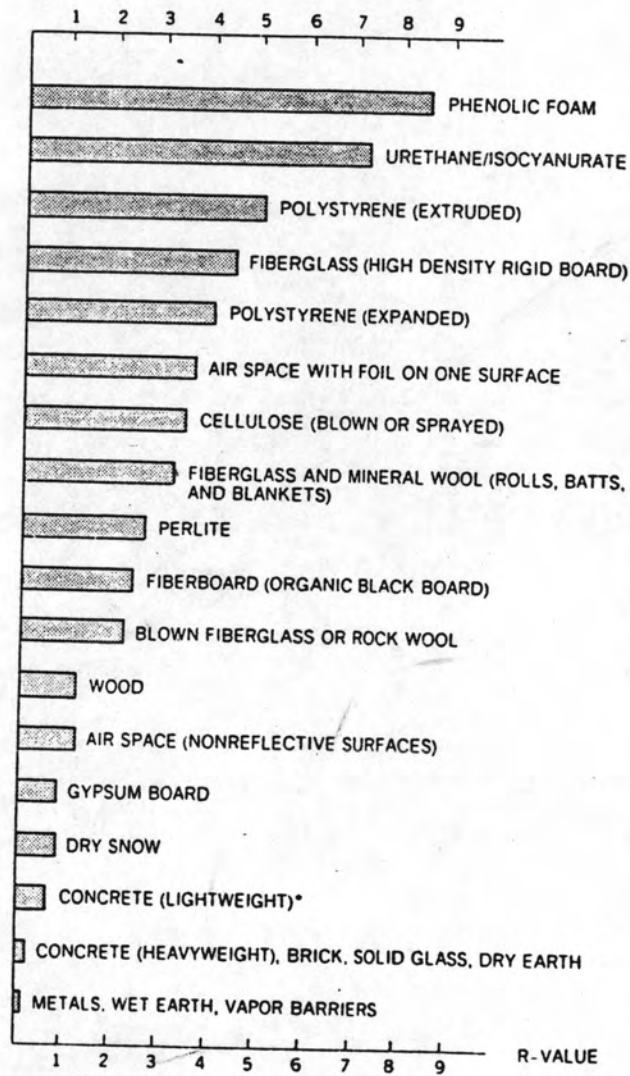 1 2 3 4 5 6 7 8 9
PHENOLIC FOAM
URETHANE/ISOCYANURATE
POLYSTYRENE (EXTRUDED)
FIBERGLASS (HIGH DENSITY RIGID BOARD)
POLYSTYRENE (EXPANDED)
AIR SPACE WITH FOIL ON ONE SURFACE
CELLULOSE (BLOWN OR SPRAYED)
FIBERGLASS AND MINERAL WOOL (ROLLS, BATTS,
AND BLANKETS)
PERLITE
FIBERBOARD (ORGANIC BLACK BOARD)
BLOWN FIBERGLASS OR ROCK WOOL
WOOD
AIR SPACE (NONREFLECTIVE SURFACES)
GYPSUM BOARD
DRY SNOW
CONCRETE (LIGHTWEIGHT)*
CONCRETE (HEAVYWEIGHT), BRICK, SOLID GLASS, DRY EARTH
METALS, WET EARTH, VAPOR BARRIERS
1 2 3 4 5 6 7 8 9 R-VALUE